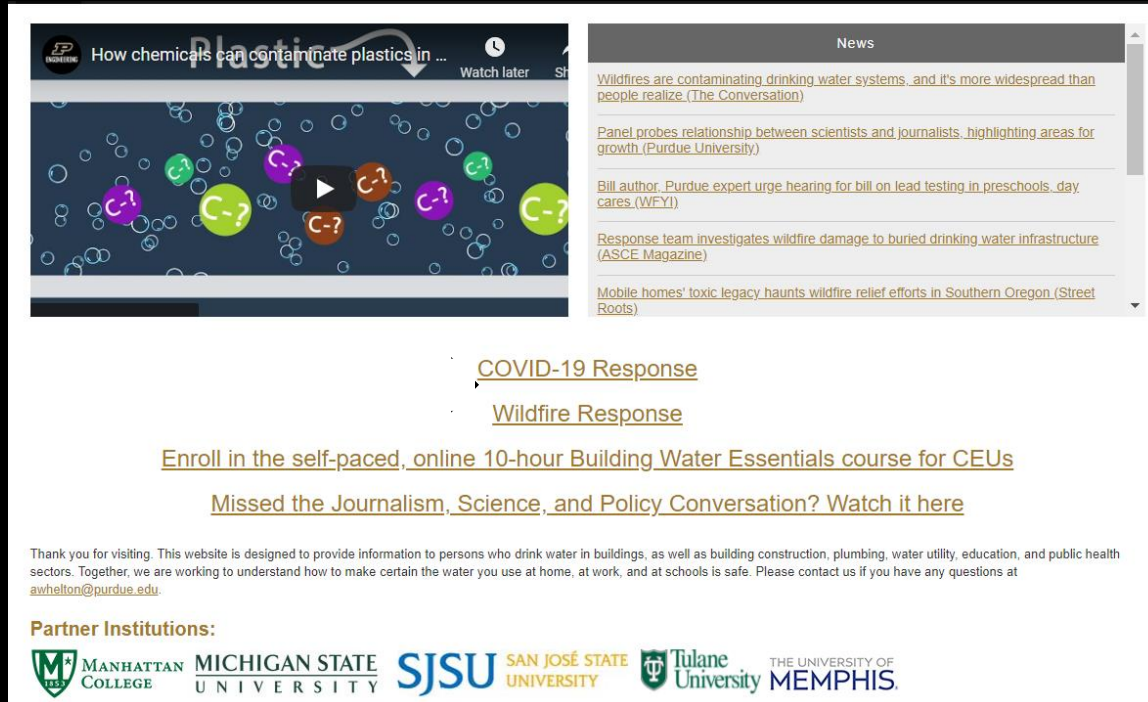 How chemicals can contaminate plastics in ...
Plastic
Watch later
Sh
PURDUE
ENGINEERING
C-?
C-?
C-?
C-?
C-?
C-?
C-?
C-?
C-?
News
Wildfires are contaminating drinking water systems, and it's more widespread than
people realize (The Conversation)
Panel probes relationship between scientists and journalists, highlighting areas for
growth (Purdue University)
Bill author, Purdue expert urge hearing for bill on lead testing in preschools, day
cares (WFYI)
Response team investigates wildfire damage to buried drinking water infrastructure
(ASCE Magazine)
Mobile homes' toxic legacy haunts wildfire relief efforts in Southern Oregon (Street
Roots)
COVID-19 Response
Wildfire Response
Enroll in the self-paced, online 10-hour Building Water Essentials course for CEUs
Missed the Journalism, Science, and Policy Conversation? Watch it here
Thank you for visiting. This website is designed to provide information to persons who drink water in buildings, as well as building construction, plumbing, water utility, education, and public health
sectors. Together, we are working to understand how to make certain the water you use at home, at work, and at schools is safe. Please contact us if you have any questions at
awhelton@purdue.edu.
Partner Institutions:
M
1853
MANHATTAN
COLLEGE
MICHIGAN STATE
UNIVERSITY
SJSU
SAN JOSÉ STATE
UNIVERSITY
Tulane
University
THE UNIVERSITY OF
MEMPHIS.